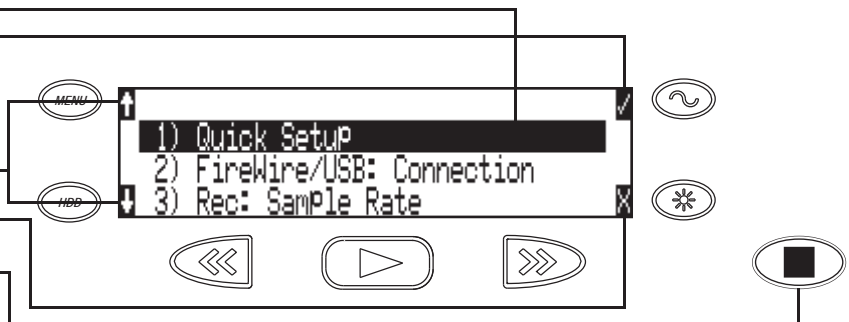 MENU
1) Quick Setup
2) FireWire/USB: Connection
HDD
3) Rec: Sample Rate